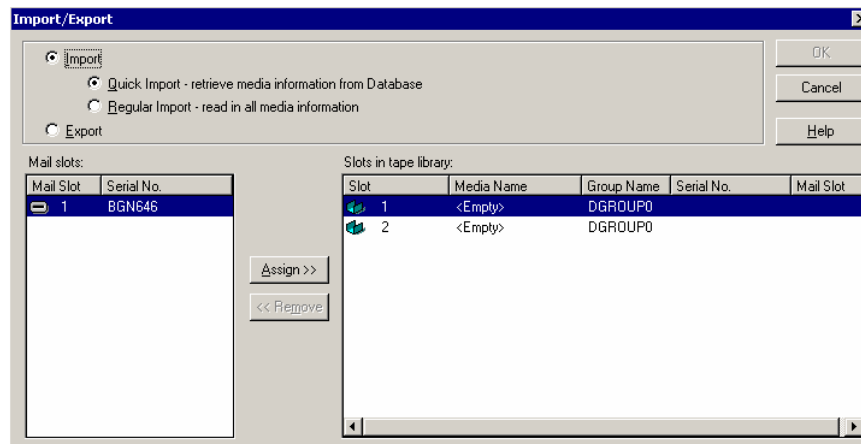 Import/Export
Import
Quick Import - retrieve media information from Database
Regular Import - read in all media information
Export
OK
Cancel
Help
Mail slots:
Mail Slot Serial No.
1 BGN646
Assign >>
<< Remove
Slots in tape library:
Slot Media Name Group Name Serial No. Mail Slot
1 <Empty> DGROUP0
2 <Empty> DGROUP0